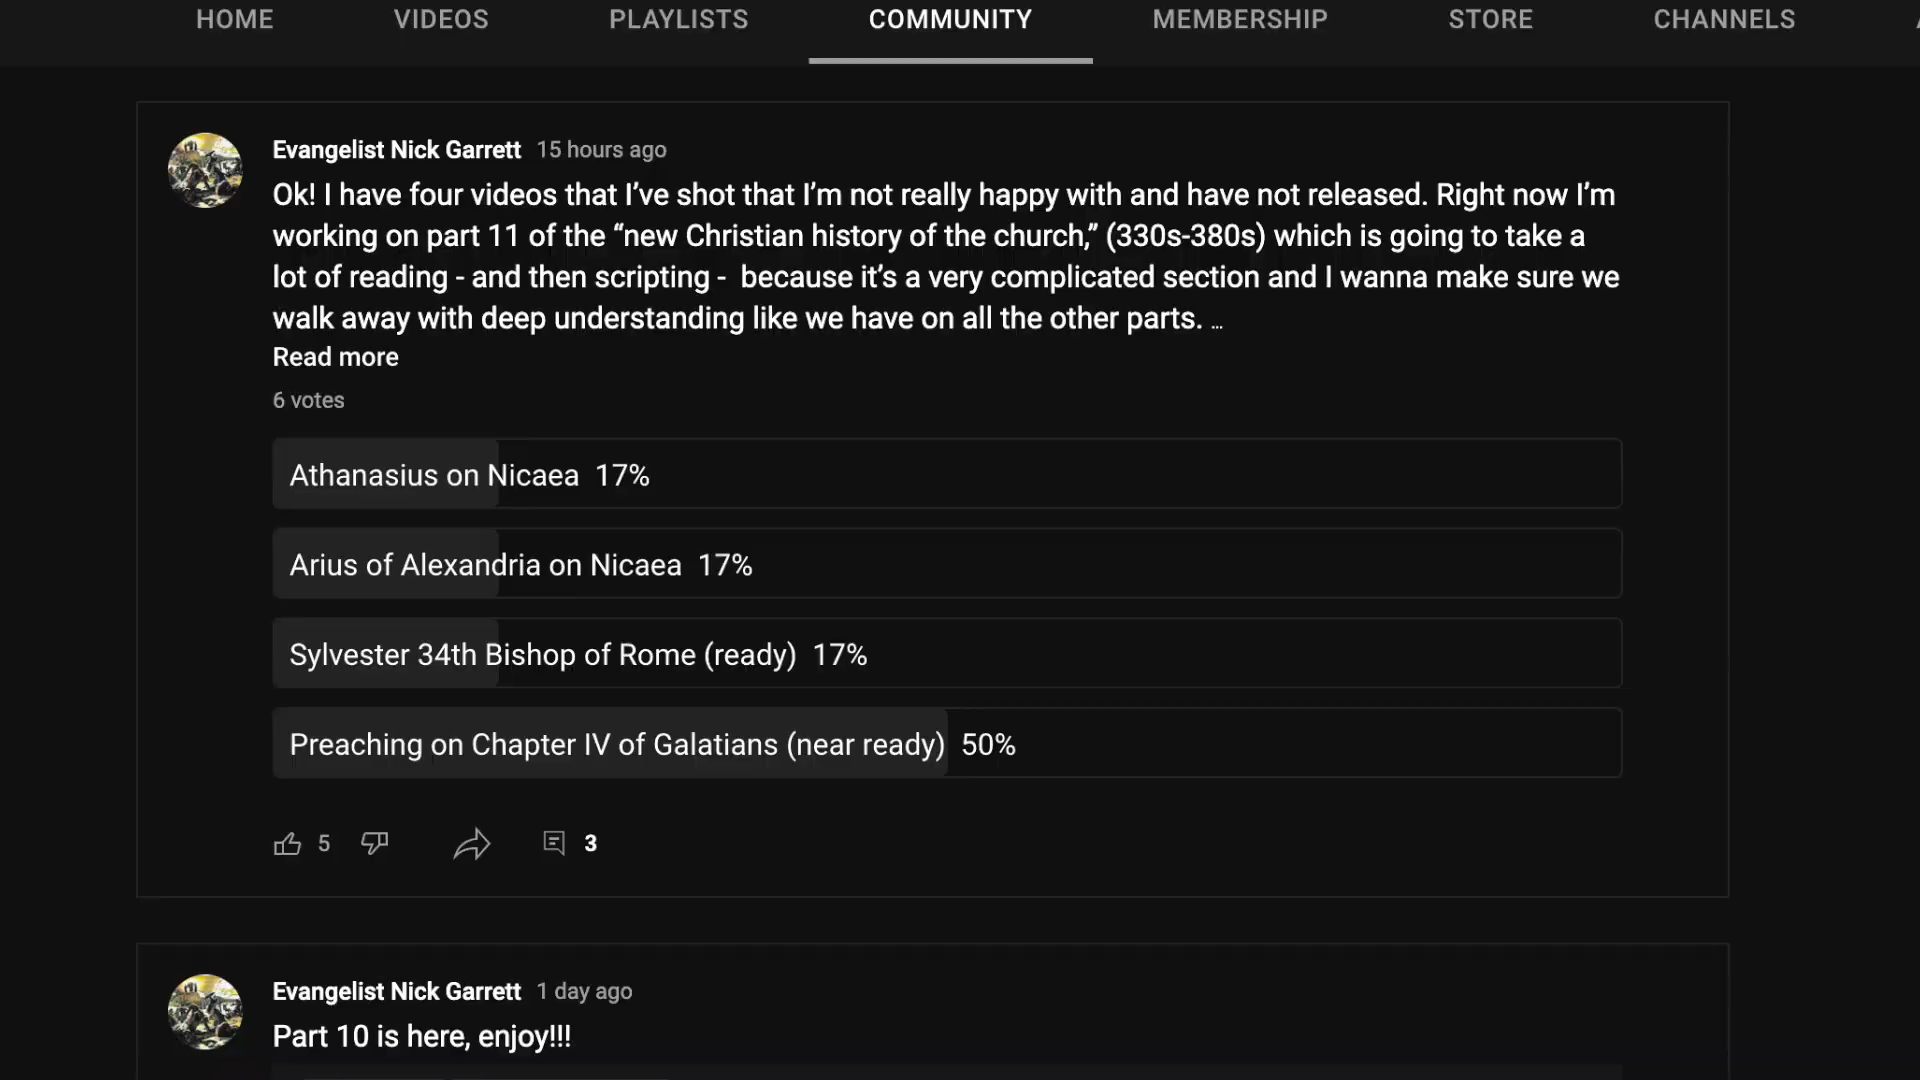 HOME VIDEOS PLAYLISTS COMMUNITY MEMBERSHIP STORE CHANNELS
Evangelist Nick Garrett 15 hours ago
Ok! I have four videos that I’ve shot that I’m not really happy with and have not released. Right now I’m
working on part 11 of the “new Christian history of the church,” (330s-380s) which is going to take a
lot of reading - and then scripting - because it’s a very complicated section and I wanna make sure we
walk away with deep understanding like we have on all the other parts. ...
Read more
6 votes
Athanasius on Nicaea 17%
Arius of Alexandria on Nicaea 17%
Sylvester 34th Bishop of Rome (ready) 17%
Preaching on Chapter IV of Galatians (near ready) 50%
5 3
Evangelist Nick Garrett 1 day ago
Part 10 is here, enjoy!!!